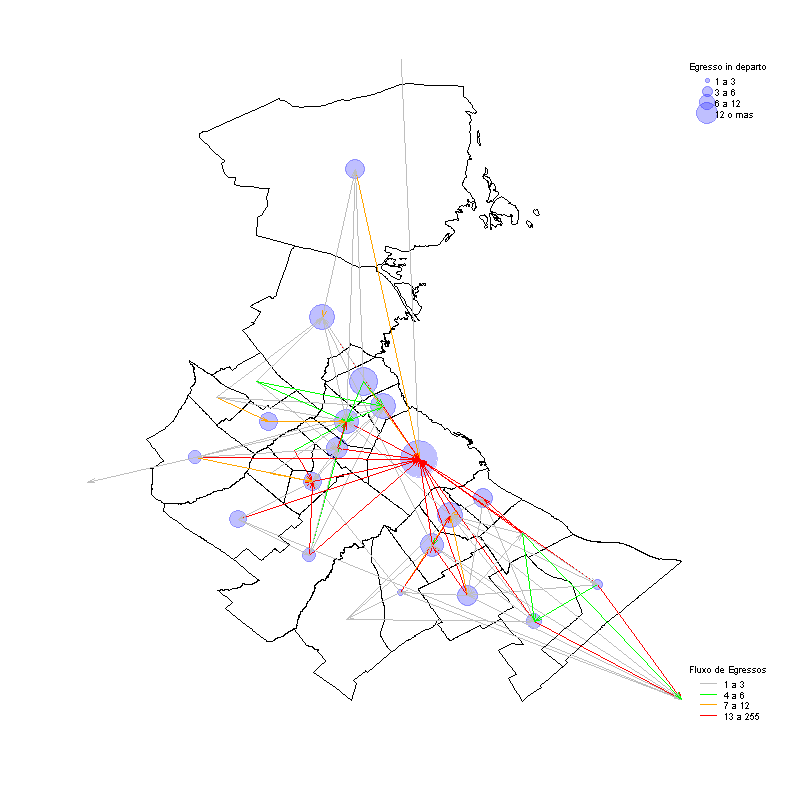 Egresso in departo
1 a 3
3 a 6
6 a 12
12 o mas
Fluxo de Egressos
1 a 3
4 a 6
7 a 12
13 a 255